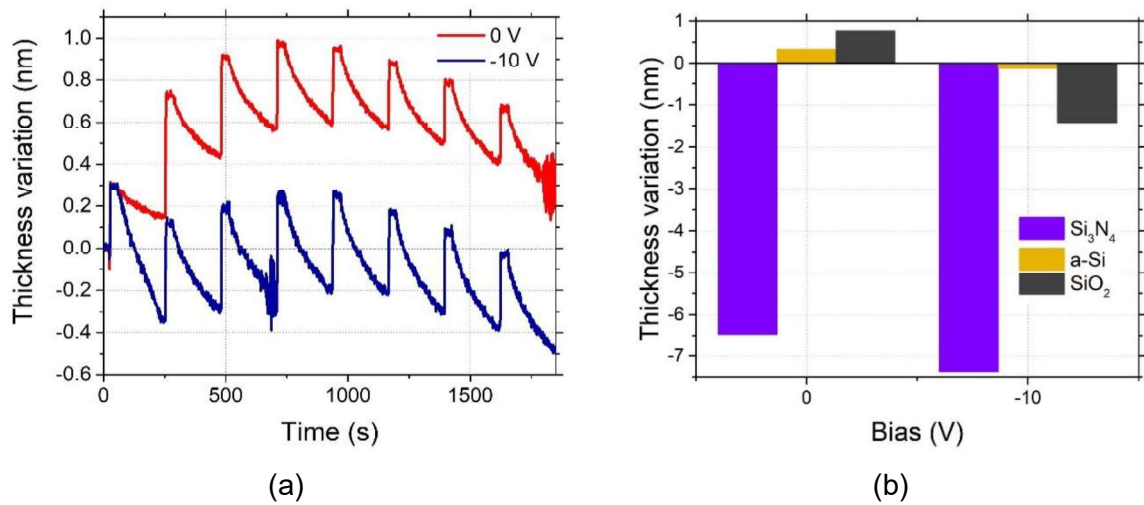 Thickness variation (nm)
1.0
0.8
0.6
0.4
0.2
0.0
-0.2
-0.4
-0.6
0 V
-10 V
0
500
1000
1500
Time (s)
(a)
Thickness variation (nm)
1
0
-1
-2
-3
-4
-5
-6
-7
Si₃N₄
a-Si
SiO₂
0
-10
Bias (V)
(b)